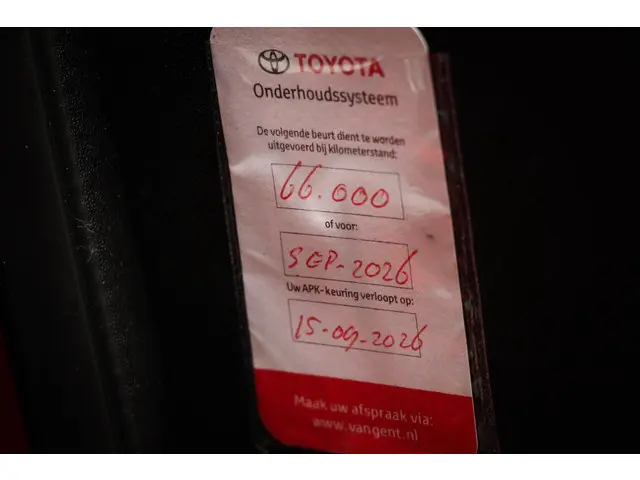 TOYOTA
Onderhoudssysteem
De volgende beurt dient te worden
uitgevoerd bij kilometerstand:
66.000
of voor:
SEP-2026
Uw APK-keuring verloopt op:
15-09-2026
Maak uw afspraak via:
www.vangent.nl